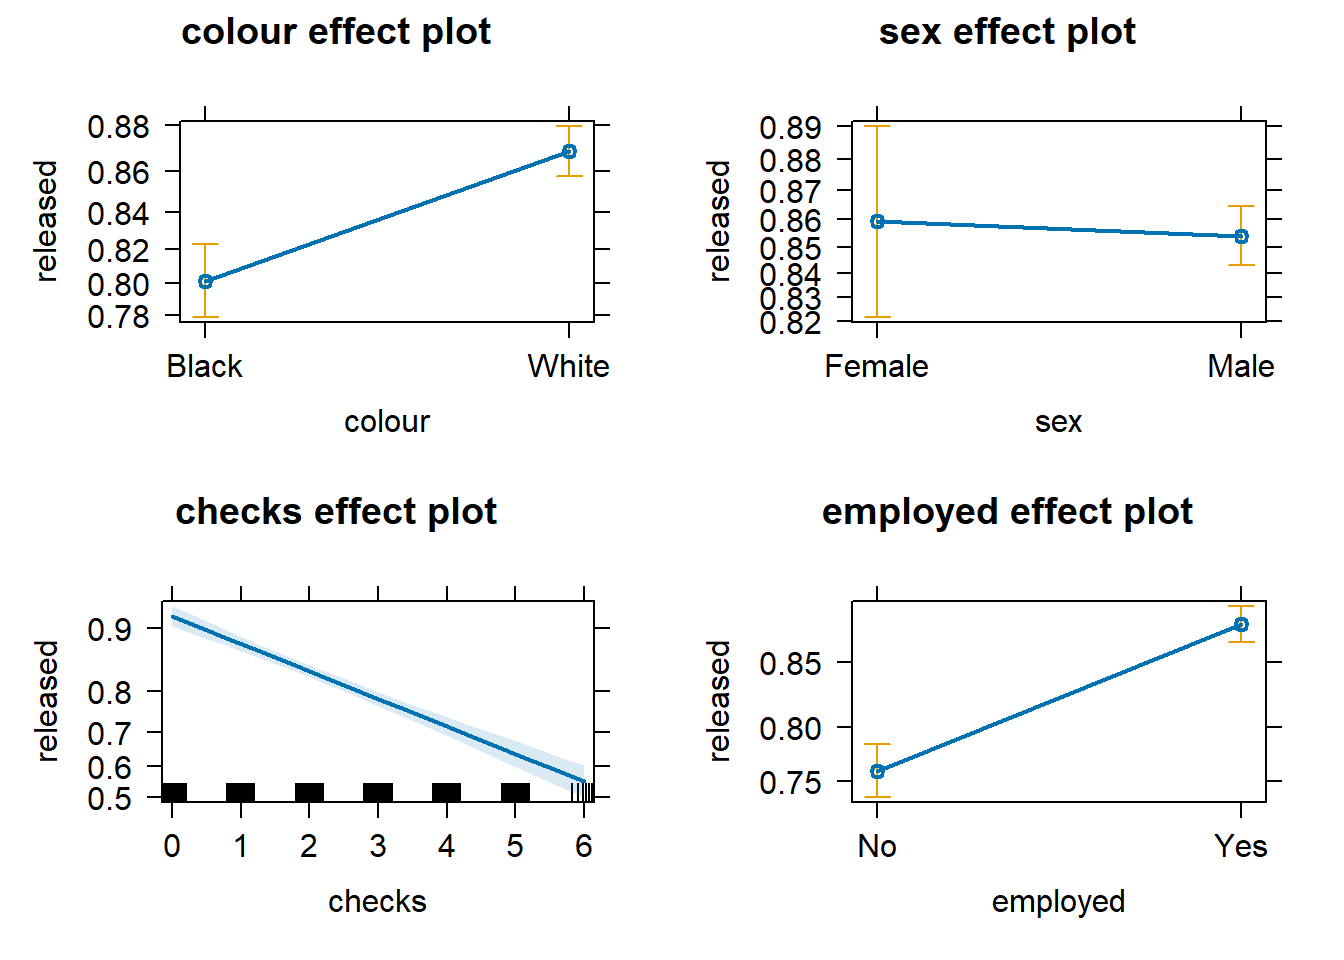 colour effect plot
released
0.88
0.86
0.84
0.82
0.80
0.78
Black White
colour
sex effect plot
released
0.89
0.88
0.87
0.86
0.85
0.84
0.83
0.82
Female Male
sex
checks effect plot
released
0.9
0.8
0.7
0.6
0.5
0 1 2 3 4 5 6
checks
employed effect plot
released
0.85
0.80
0.75
No Yes
employed